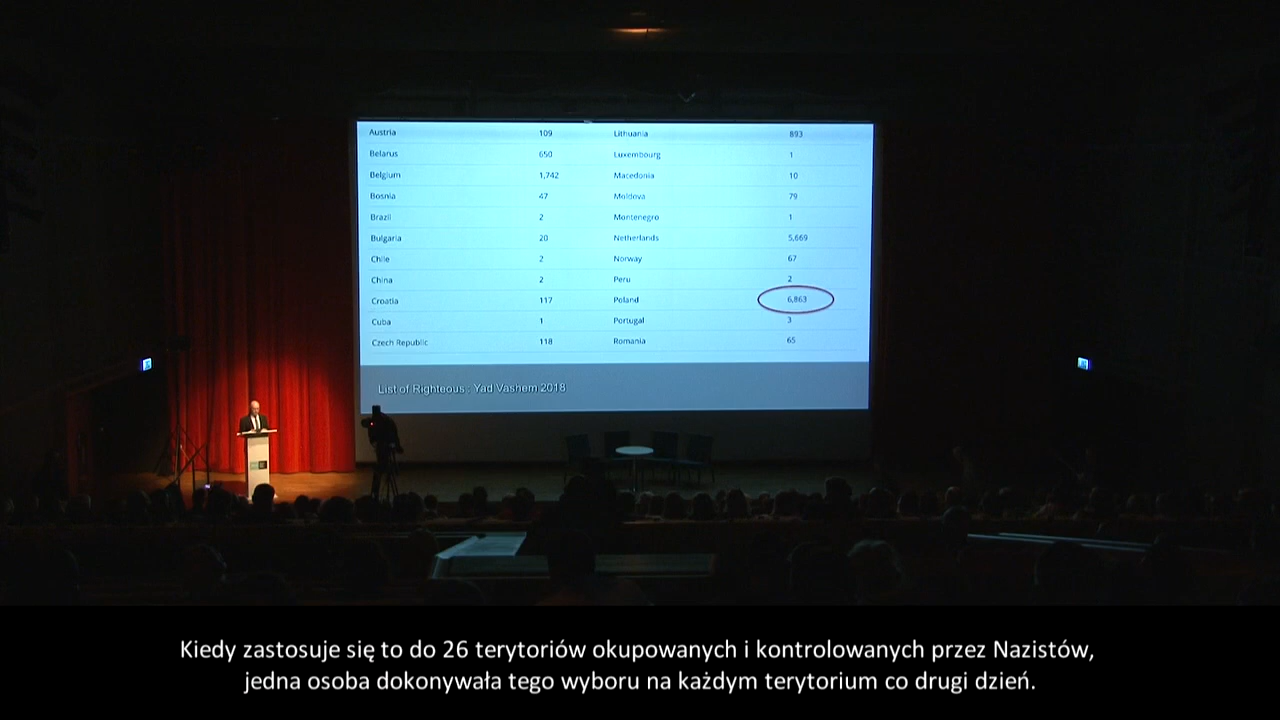 Austria 109 Lithuania 893
Belarus 650 Luxembourg 1
Belgium 1,742 Macedonia 10
Bosnia 47 Moldova 79
Brazil 2 Montenegro 1
Bulgaria 20 Netherlands 5,669
Chile 2 Norway 67
China 2 Peru 2
Croatia 117 Poland 6,863
Cuba 1 Portugal 3
Czech Republic 118 Romania 65
List of Righteous : Yad Vashem 2018
Kiedy zastosuje się to do 26 terytoriów okupowanych i kontrolowanych przez Nazistów,
jedna osoba dokonywała tego wyboru na każdym terytorium co drugi dzień.